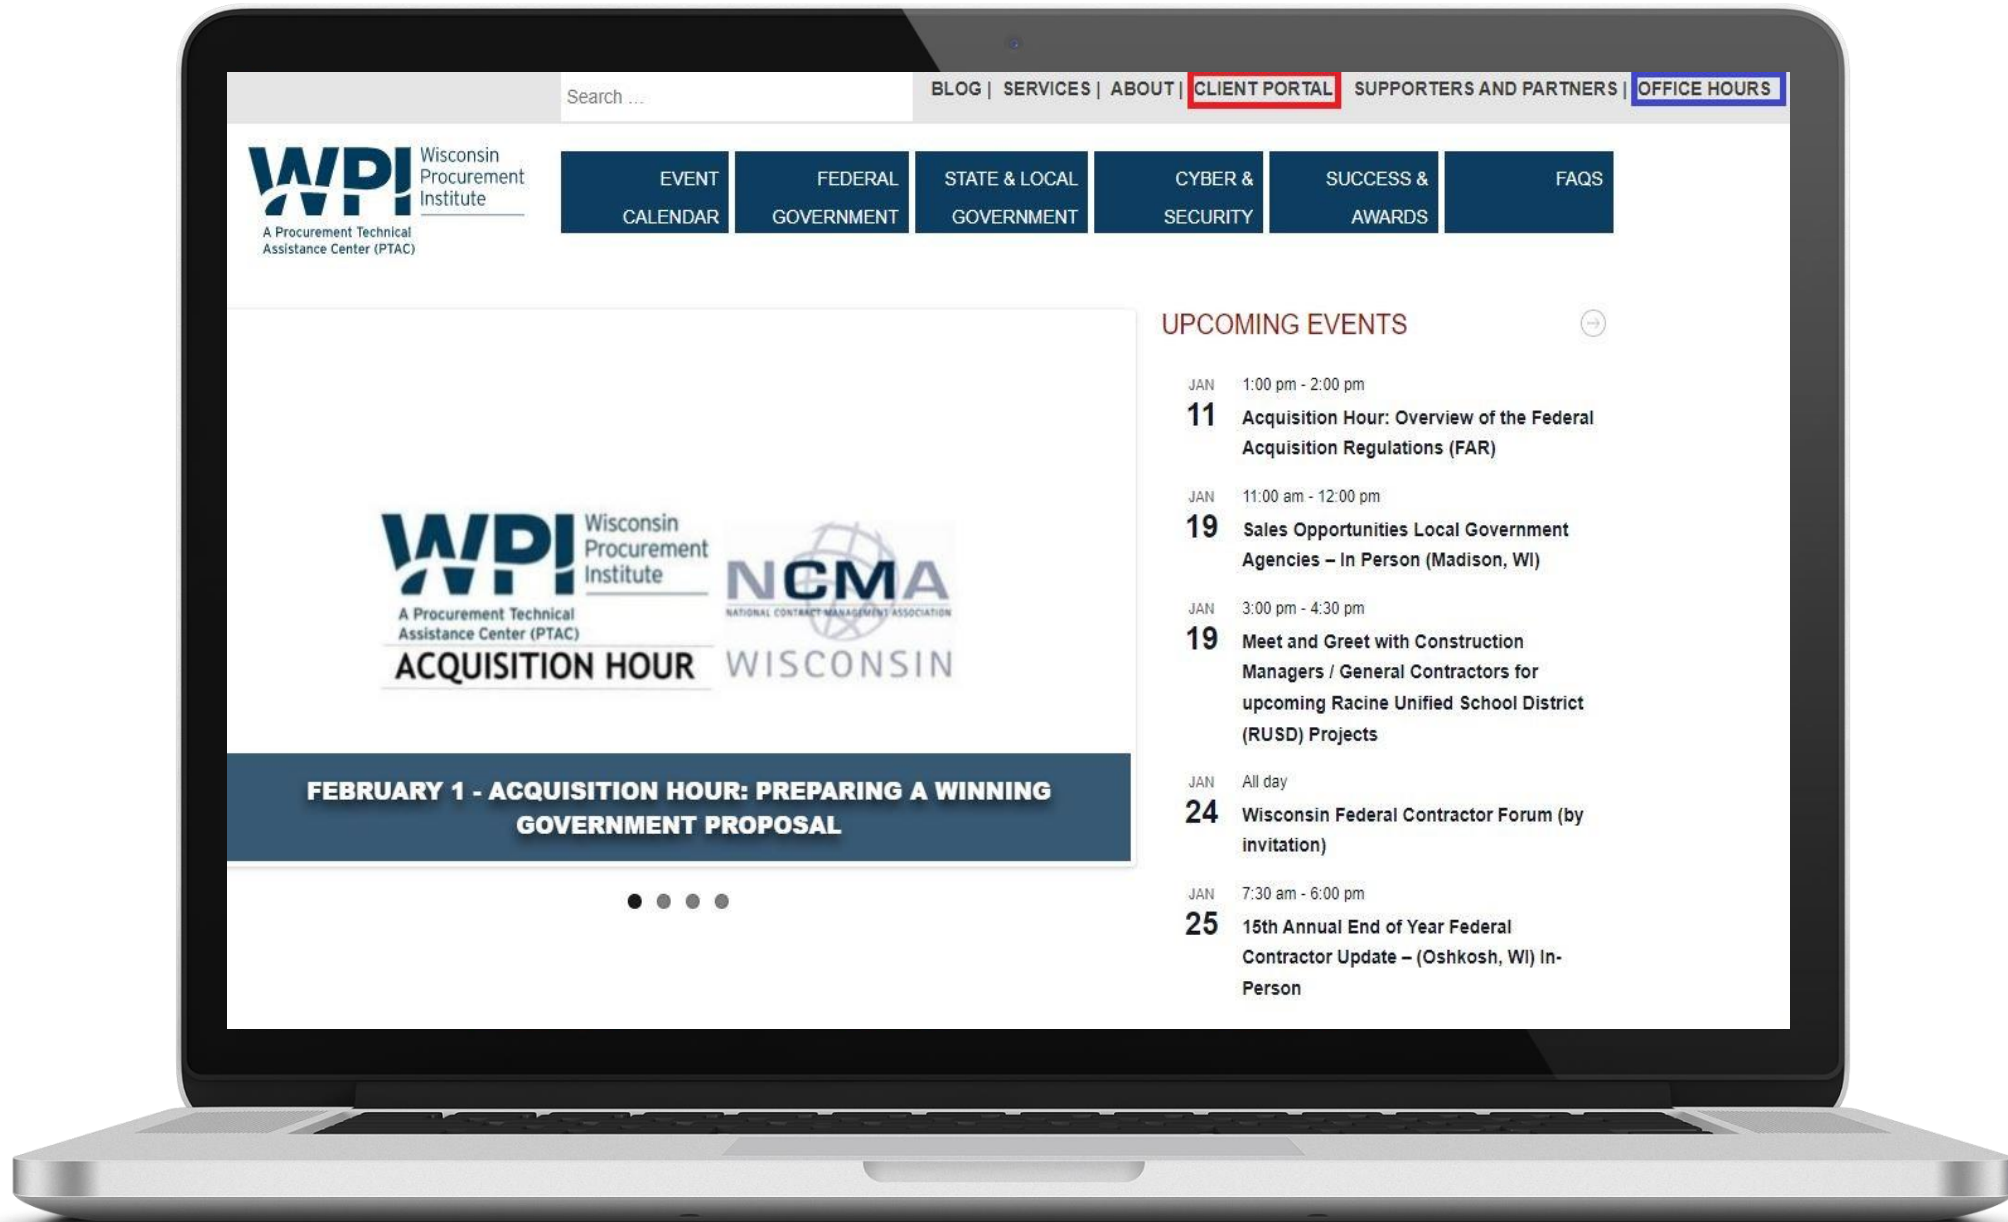 Search ...
BLOG | SERVICES | ABOUT | CLIENT PORTAL SUPPORTERS AND PARTNERS | OFFICE HOURS
WPI Wisconsin
Procurement
Institute
A Procurement Technical
Assistance Center (PTAC)
EVENT
CALENDAR
FEDERAL
GOVERNMENT
STATE & LOCAL
GOVERNMENT
CYBER &
SECURITY
SUCCESS &
AWARDS
FAQS
WPI Wisconsin
Procurement
Institute
A Procurement Technical
Assistance Center (PTAC)
ACQUISITION HOUR
NCMA
NATIONAL CONTRACT MANAGEMENT ASSOCIATION
WISCONSIN
FEBRUARY 1 - ACQUISITION HOUR: PREPARING A WINNING
GOVERNMENT PROPOSAL
UPCOMING EVENTS
JAN 1:00 pm - 2:00 pm
11 Acquisition Hour: Overview of the Federal
Acquisition Regulations (FAR)
JAN 11:00 am - 12:00 pm
19 Sales Opportunities Local Government
Agencies – In Person (Madison, WI)
JAN 3:00 pm - 4:30 pm
19 Meet and Greet with Construction
Managers / General Contractors for
upcoming Racine Unified School District
(RUSD) Projects
JAN All day
24 Wisconsin Federal Contractor Forum (by
invitation)
JAN 7:30 am - 6:00 pm
25 15th Annual End of Year Federal
Contractor Update – (Oshkosh, WI) In-
Person